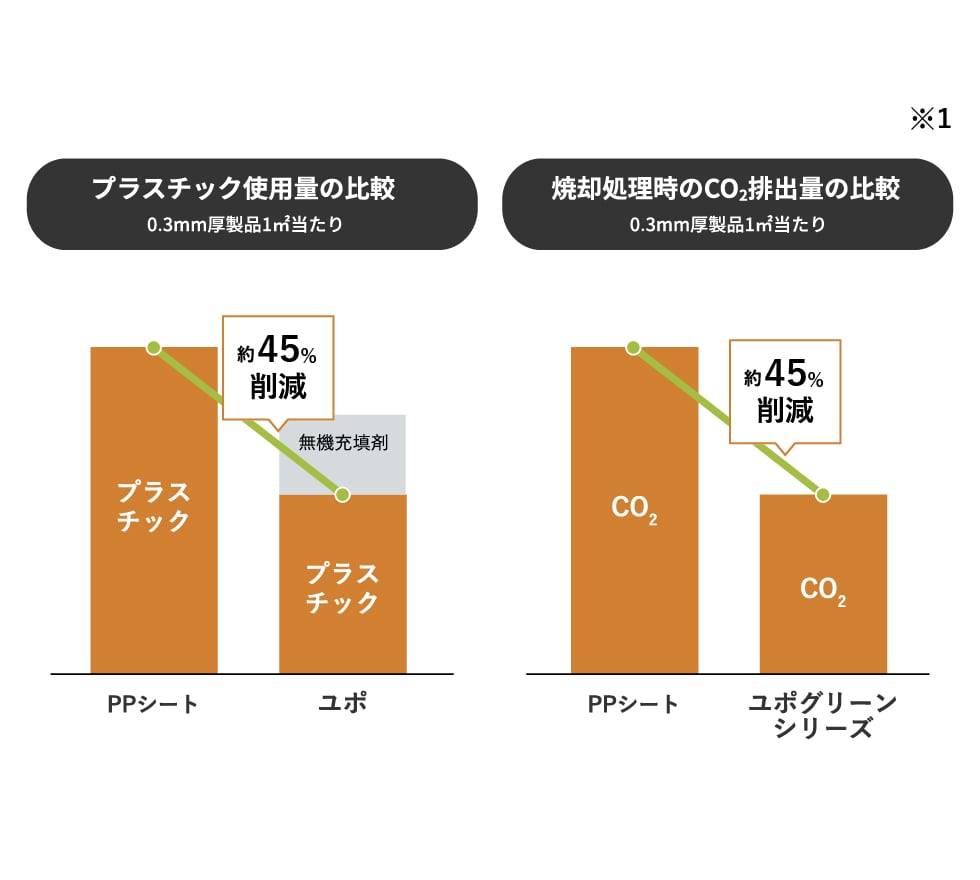 ※1
プラスチック使用量の比較
0.3mm厚製品1㎡当たり
約45%
削減
無機充填剤
プラス
チック
プラス
チック
PPシート
ユポ
焼却処理時のCO₂排出量の比較
0.3mm厚製品1㎡当たり
約45%
削減
CO₂
CO₂
PPシート
ユポグリーン
シリーズ